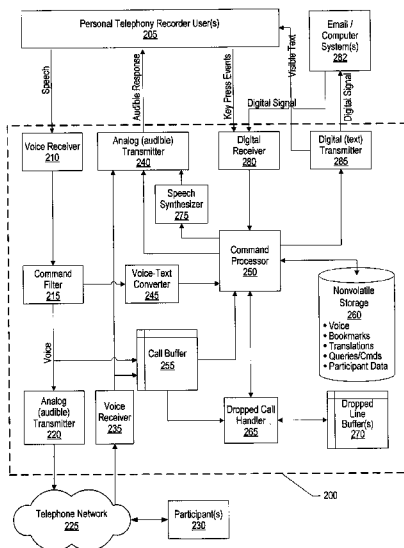 Personal Telephony Recorder User(s)
205
Email /
Computer
System(s)
282
Speech
Audible Response
Key Press Events
Digital Signal
Visible Text
Digital Signal
Voice Receiver
210
Analog (audible)
Transmitter
240
Digital
Receiver
280
Digital (text)
Transmitter
285
Speech
Synthesizer
275
Command
Processor
250
Command
Filter
215
Voice-Text
Converter
245
Nonvolatile
Storage
260
• Voice
• Bookmarks
• Translations
• Queries/Cmds
• Participant Data
Voice
Call Buffer
255
Analog
(audible)
Transmitter
220
Voice
Receiver
235
Dropped Call
Handler
265
Dropped
Line
Buffer(s)
270
200
Telephone Network
225
Participant(s)
230